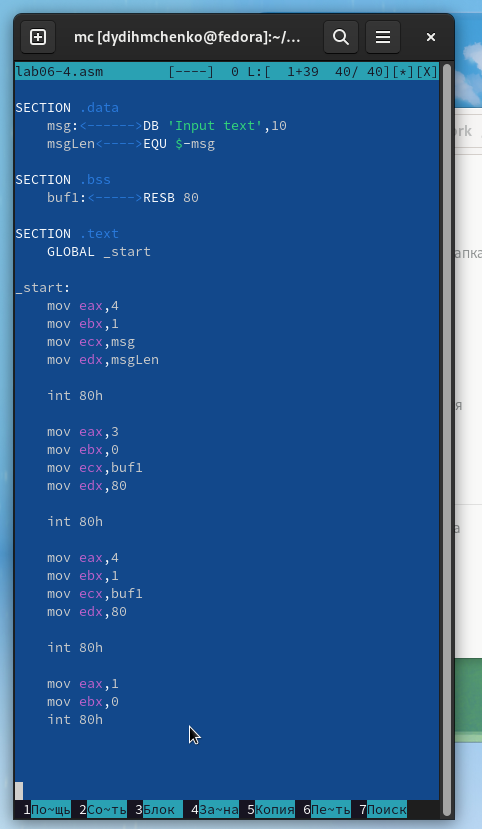 mc [dydihmchenko@fedora]:~/...
lab06-4.asm [----] 0 L:[ 1+39 40/ 40][*][X]
SECTION .data
msg:<------>DB 'Input text',10
msgLen<---->EQU $-msg
SECTION .bss
buf1:<----->RESB 80
SECTION .text
GLOBAL _start
_start:
mov eax,4
mov ebx,1
mov ecx,msg
mov edx,msgLen
int 80h
mov eax,3
mov ebx,0
mov ecx,buf1
mov edx,80
int 80h
mov eax,4
mov ebx,1
mov ecx,buf1
mov edx,80
int 80h
mov eax,1
mov ebx,0
int 80h
1По~щь 2Со~ть 3Блок 4За~на 5Копия 6Пе~ть 7Поиск